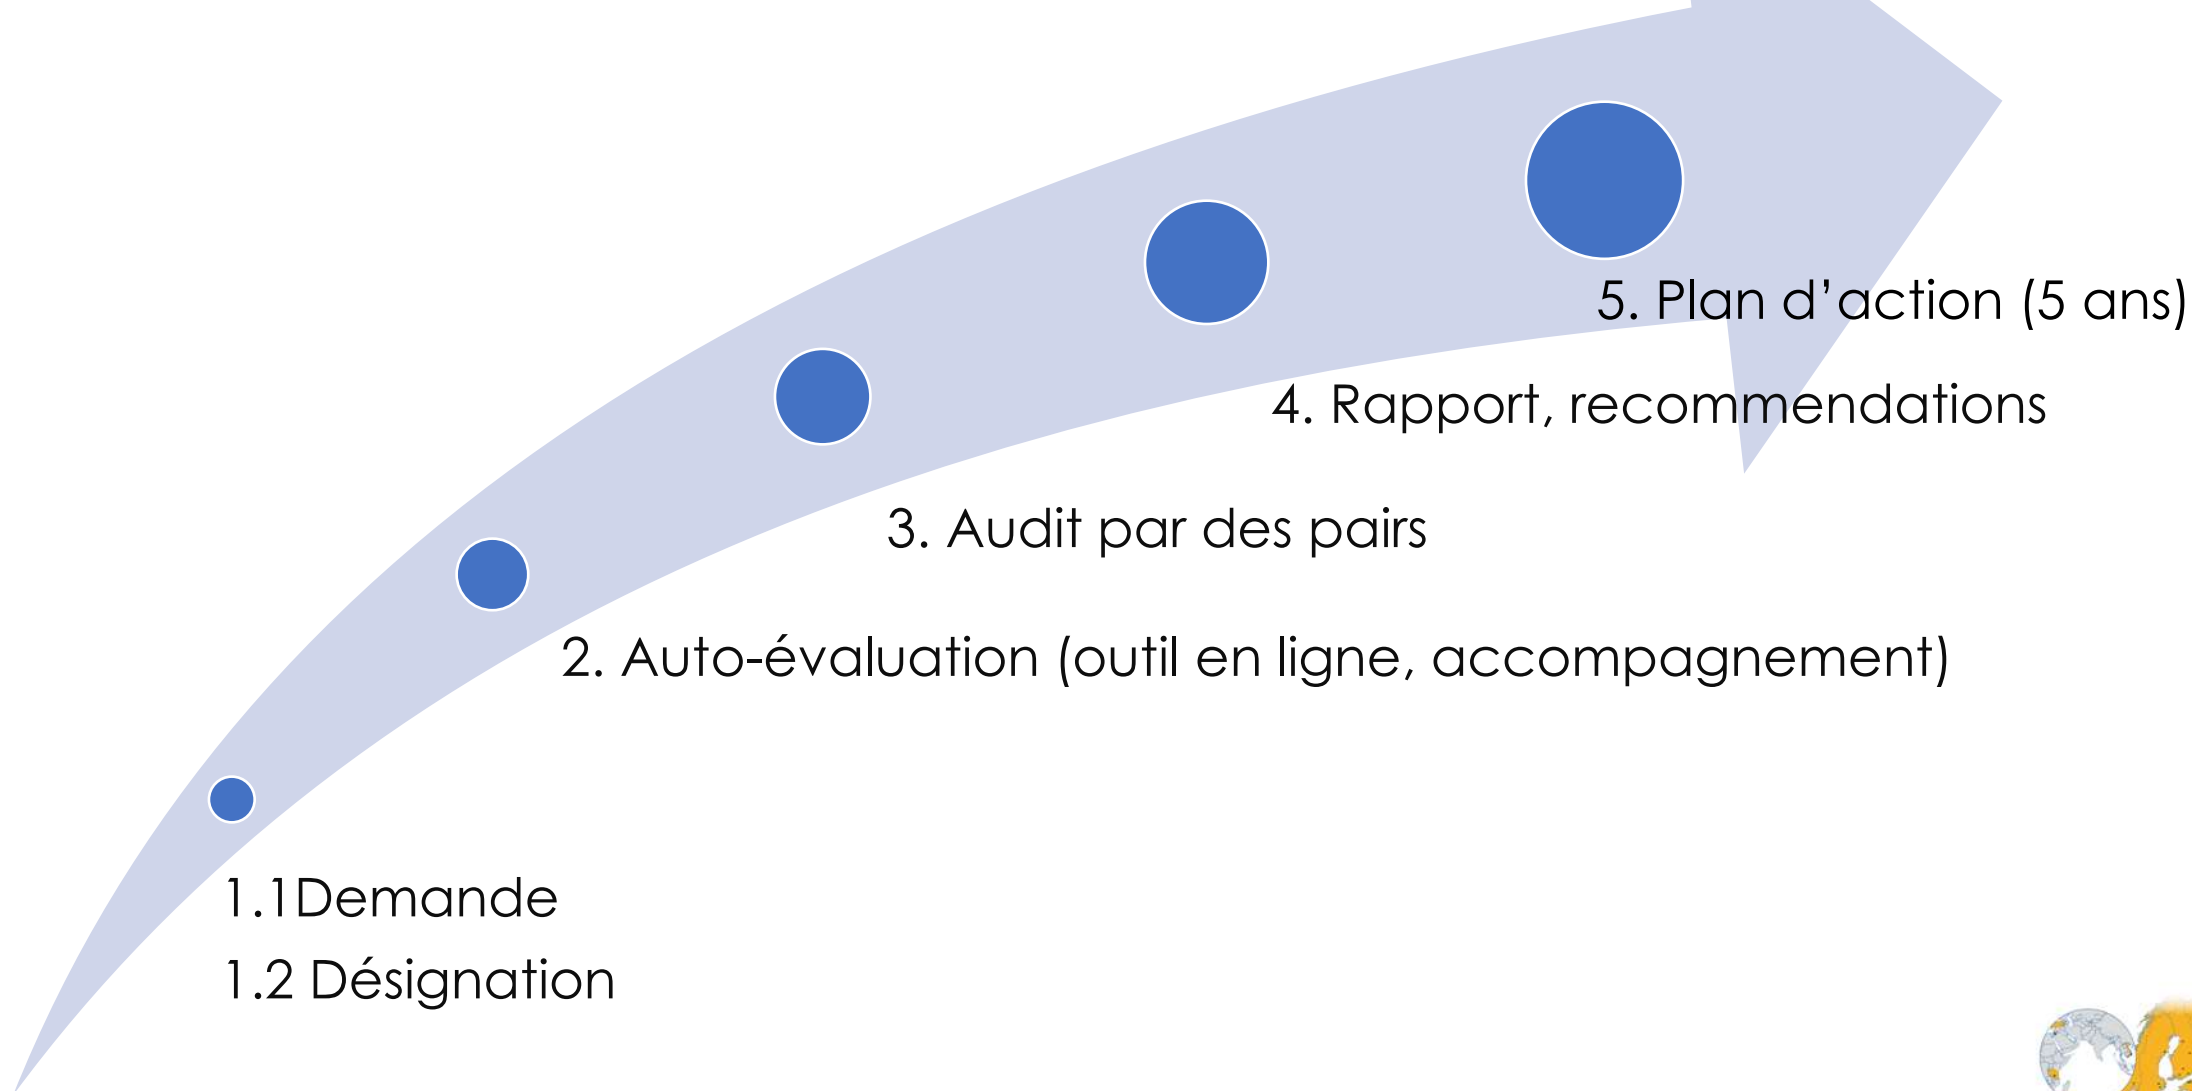 5. Plan d’action (5 ans)
4. Rapport, recommendations
3. Audit par des pairs
2. Auto-évaluation (outil en ligne, accompagnement)
1.1Demande
1.2 Désignation